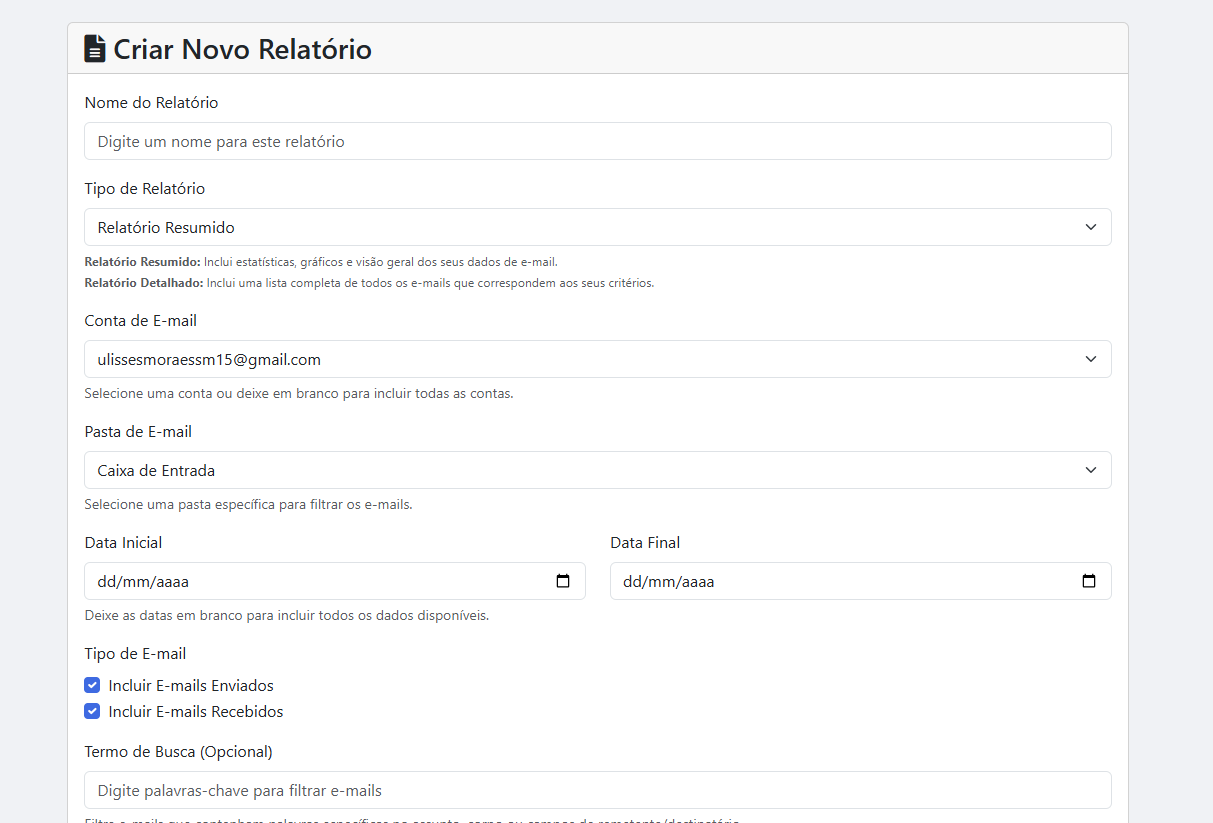 Criar Novo Relatório
Nome do Relatório
Digite um nome para este relatório
Tipo de Relatório
Relatório Resumido
Relatório Resumido: Inclui estatísticas, gráficos e visão geral dos seus dados de e-mail.
Relatório Detalhado: Inclui uma lista completa de todos os e-mails que correspondem aos seus critérios.
Conta de E-mail
ulissesmoraessm15@gmail.com
Selecione uma conta ou deixe em branco para incluir todas as contas.
Pasta de E-mail
Caixa de Entrada
Selecione uma pasta específica para filtrar os e-mails.
Data Inicial Data Final
dd/mm/aaaa dd/mm/aaaa
Deixe as datas em branco para incluir todos os dados disponíveis.
Tipo de E-mail
Incluir E-mails Enviados
Incluir E-mails Recebidos
Termo de Busca (Opcional)
Digite palavras-chave para filtrar e-mails